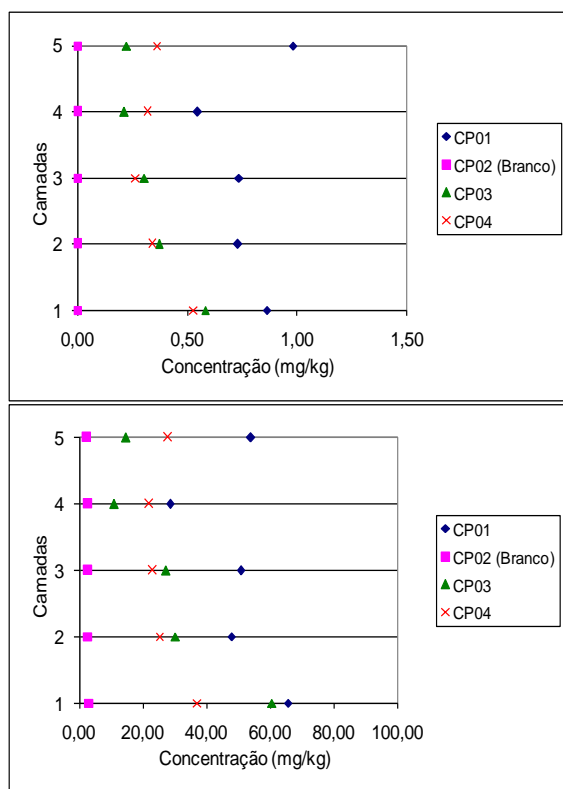 5
4
3
2
1
Camadas
0,00 0,50 1,00 1,50
Concentração (mg/kg)
CP01
CP02 (Branco)
CP03
CP04
5
4
3
2
1
Camadas
0,00 20,00 40,00 60,00 80,00 100,00
Concentração (mg/kg)
CP01
CP02 (Branco)
CP03
CP04